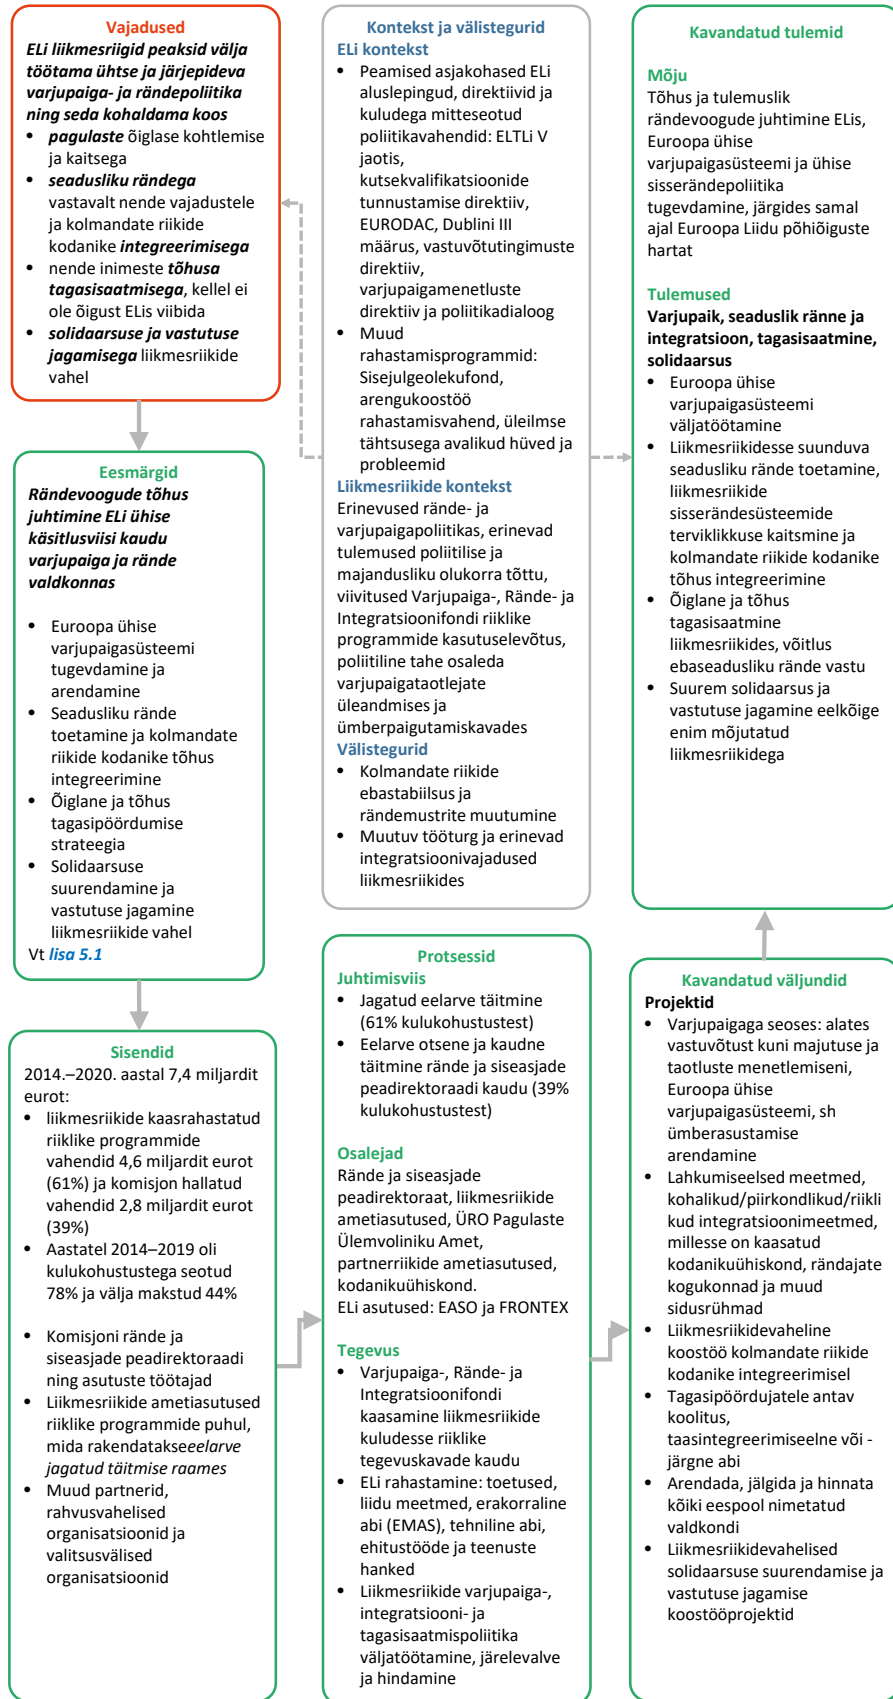 Vajadused
ELi liikmesriigid peaksid välja
töötama ühtse ja järjepideva
varjupaiga- ja rändepoliitika
ning seda kohaldama koos
• pagulaste õiglase kohtlemise
ja kaitsega
• seadusliku rändega
vastavalt nende vajadustele
ja kolmandate riikide
kodanike integreerimisega
• nende inimeste tõhusa
tagasisaatmisega, kellel ei
ole õigust ELis viibida
• solidaarsuse ja vastutuse
jagamisega liikmesriikide
vahel
Eesmärgid
Rändevoogude tõhus
juhtimine ELi ühise
käsitlusviisi kaudu
varjupaiga ja rände
valdkonnas
• Euroopa ühise
varjupaigasüsteemi
tugevdamine ja
arendamine
• Seadusliku rände
toetamine ja kolmandate
riikide kodanike tõhus
integreerimine
• Õiglane ja tõhus
tagasipöördumise
strateegia
• Solidaarsuse
suurendamine ja
vastutuse jagamine
liikmesriikide vahel
Vt lisa 5.1
Sisendid
2014.–2020. aastal 7,4 miljardit
eurot:
• liikmesriikide kaasrahastatud
riiklike programmide
vahendid 4,6 miljardit eurot
(61%) ja komisjon hallatud
vahendid 2,8 miljardit eurot
(39%)
• Aastatel 2014–2019 oli
kulukohustustega seotud
78% ja välja makstud 44%
• Komisjoni rände ja
siseasjade peadirektoraadi
ning asutuste töötajad
• Liikmesriikide ametiasutused
riiklike programmide puhul,
mida rakendatakseeelarve
jagatud täitmise raames
• Muud partnerid,
rahvusvahelised
organisatsioonid ja
valitsusvälised
organisatsioonid
Kontekst ja välistegurid
ELi kontekst
• Peamised asjakohased ELi
aluslepingud, direktiivid ja
kuludega mitteseotud
poliitikavahendid: ELTLi V
jaotis,
kutsekvalifikatsioonide
tunnustamise direktiiv,
EURODAC, Dublini III
määrus, vastuvõtutingimuste
direktiiv,
varjupaigamenetluste
direktiiv ja poliitikadialoog
• Muud
rahastamisprogrammid:
Sisejulgeolekufond,
arengukoostöö
rahastamisvahend, üleilmse
tähtsusega avalikud hüved ja
probleemid
Liikmesriikide kontekst
Erinevused rände- ja
varjupaigapoliitikas, erinevad
tulemused poliitilise ja
majandusliku olukorra tõttu,
viivitused Varjupaiga-, Rände- ja
Integratsioonifondi riiklike
programmide kasutuselevõtus,
poliitiline tahe osaleda
varjupaigataotlejate
üleandmises ja
ümberpaigutamiskavades
Välistegurid
• Kolmandate riikide
ebastabiilsus ja
rändemustrite muutumine
• Muutuv tööturg ja erinevad
integratsioonivajadused
liikmesriikides
Protsessid
Juhtimisviis
• Jagatud eelarve täitmine
(61% kulukohustustest)
• Eelarve otsene ja kaudne
täitmine rände ja siseasjade
peadirektoraadi kaudu (39%
kulukohustustest)
Osalejad
Rände ja siseasjade
peadirektoraat, liikmesriikide
ametiasutused, ÜRO Pagulaste
Ülemvoliniku Amet,
partnerriikide ametiasutused,
kodanikuühiskond.
ELi asutused: EASO ja FRONTEX
Tegevus
• Varjupaiga-, Rände- ja
Integratsioonifondi
kaasamine liikmesriikide
kuludesse riiklike
tegevuskavade kaudu
• ELi rahastamine: toetused,
liidu meetmed, erakorraline
abi (EMAS), tehniline abi,
ehitustööde ja teenuste
hanked
• Liikmesriikide varjupaiga-,
integratsiooni- ja
tagasisaatmispoliitika
väljatöötamine, järelevalve
ja hindamine
Kavandatud tulemid
Mõju
Tõhus ja tulemuslik
rändevoogude juhtimine ELis,
Euroopa ühise
varjupaigasüsteemi ja ühise
sisserändepoliitika
tugevdamine, järgides samal
ajal Euroopa Liidu põhiõiguste
hartat
Tulemused
Varjupaik, seaduslik ränne ja
integratsioon, tagasisaatmine,
solidaarsus
• Euroopa ühise
varjupaigasüsteemi
väljatöötamine
• Liikmesriikidesse suunduva
seadusliku rände toetamine,
liikmesriikide
sisserändesüsteemide
terviklikkuse kaitsmine ja
kolmandate riikide kodanike
tõhus integreerimine
• Õiglane ja tõhus
tagasisaatmine
liikmesriikides, võitlus
ebaseadusliku rände vastu
• Suurem solidaarsus ja
vastutuse jagamine eelkõige
enim mõjutatud
liikmesriikidega
Kavandatud väljundid
Projektid
• Varjupaigaga seoses: alates
vastuvõtust kuni majutuse ja
taotluste menetlemiseni,
Euroopa ühise
varjupaigasüsteemi, sh
ümberasustamise
arendamine
• Lahkumiseelsed meetmed,
kohalikud/piirkondlikud/riikli
kud integratsioonimeetmed,
millesse on kaasatud
kodanikuühiskond, rändajate
kogukonnad ja muud
sidusrühmad
• Liikmesriikidevaheline
koostöö kolmandate riikide
kodanike integreerimisel
• Tagasipöördujatele antav
koolitus,
taasintegreerimiseelne või -
järgne abi
• Arendada, jälgida ja hinnata
kõiki eespool nimetatud
valdkondi
• Liikmesriikidevahelised
solidaarsuse suurendamise ja
vastutuse jagamise
koostööprojektid